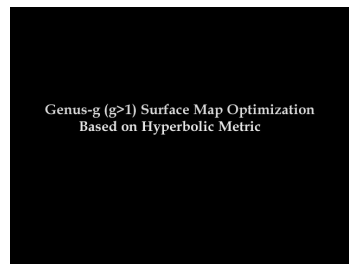 Genus-g (g>1) Surface Map Optimization
Based on Hyperbolic Metric